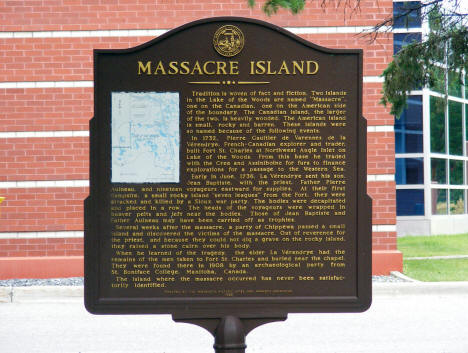 MASSACRE ISLAND
Tradition is woven of fact and fiction. Two islands
in the Lake of the Woods are named "Massacre",
one on the Canadian, one on the American side
of the boundary. The Canadian island, the larger
of the two, is heavily wooded. The American island
is small, rocky and barren. These islands were
so named because of the following events.
In 1732, Pierre Gaultier de Varennes de la
Vérendrye, French-Canadian explorer and trader,
built Fort St. Charles at Northwest Angle Inlet on
Lake of the Woods. From this base he traded
with the Cree and Assiniboine for furs to finance
explorations for a passage to the Western Sea.
Early in June, 1736, La Vérendrye sent his son,
Jean Baptiste, with the priest, Father Pierre
Aulneau, and nineteen voyageurs eastward for supplies. At their first
campsite, a small rocky island "seven leagues" from the Fort, they were
attacked and killed by a Sioux war party. The bodies were decapitated
and placed in a row. The heads of the voyageurs were wrapped in
beaver pelts and left near the bodies. Those of Jean Baptiste and
Father Aulneau may have been carried off as trophies.
Several weeks after the massacre, a party of Chippewa passed a small
island and discovered the victims of the massacre. Out of reverence for
the priest, and because they could not dig a grave on the rocky island,
they raised a stone cairn over his body.
When he learned of the tragedy, the elder La Vérendrye had the
remains of the men taken to Fort St. Charles and buried near the chapel.
They were found there in 1908 by an archaeological party from
St. Boniface College, Manitoba, Canada.
The Island where the massacre occurred has never been satisfac-
torily identified.